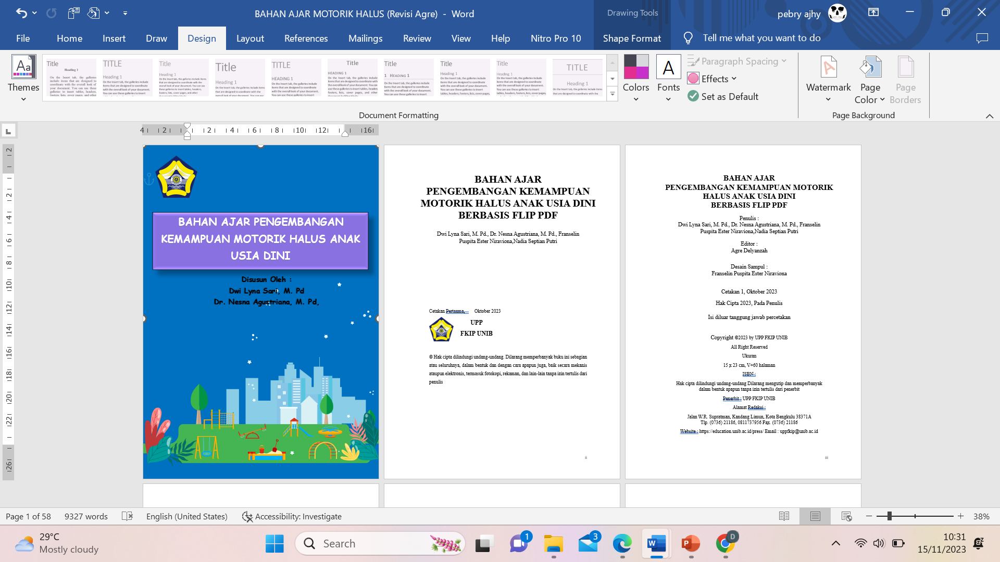 BAHAN AJAR MOTORIK HALUS (Revisi Agre) - Word
Drawing Tools
pebry ajhy
File Home Insert Draw Design Layout References Mailings Review View Help Nitro Pro 10 Shape Format Tell me what you want to do
Themes
Colors
Fonts
Paragraph Spacing
Effects
Set as Default
Watermark
Page Color
Page Borders
Document Formatting
Page Background
BAHAN AJAR PENGEMBANGAN
KEMAMPUAN MOTORIK HALUS ANAK
USIA DINI
Disusun Oleh :
Dwi Lyna Sari, M. Pd
Dr. Nesna Agustriana, M. Pd,
BAHAN AJAR
PENGEMBANGAN KEMAMPUAN
MOTORIK HALUS ANAK USIA DINI
BERBASIS FLIP PDF
Dwi Lyna Sari, M. Pd., Dr. Nesna Agustriana, M. Pd., Franselin
Puspita Ester Niraviona,Nadia Septian Putri
Cetakan Pertaama, Oktober 2023
UPP
FKIP UNIB
© Hak cipta dilindungi undang-undang. Dilarang memperbanyak buku ini sebagian
atau seluruhnya, dalam bentuk dan dengan cara apapun juga, baik secara mekanis
ataupun elektronis, termasuk fotokopi, rekaman, dan lain-lain tanpa izin tertulis dari
penulis
ii
BAHAN AJAR
PENGEMBANGAN KEMAMPUAN MOTORIK
HALUS ANAK USIA DINI
BERBASIS FLIP PDF
Penulis :
Dwi Lyna Sari, M. Pd., Dr. Nesna Agustriana, M. Pd., Franselin
Puspita Ester Niraviona,Nadia Septian Putri
Editor :
Agre Delyanzah
Desain Sampul :
Franselin Puspita Ester Niraviona
Cetakan 1, Oktober 2023
Hak Cipta 2023, Pada Penulis
Isi diluar tanggung jawab percetakan
Copyright ©2023 by UPP FKIP UNIB
All Right Reserved
Ukuran
15 x 23 cm, V+60 halaman
ISBN :
Hak cipta dilindungi undang-undang Dilarang mengutip dan memperbanyak
dalam bentuk apapun tanpa izin tertulis dari penerbit
Penerbit : UPP FKIP UNIB
Alamat Redaksi :
Jalan W.R. Supratman, Kandang Limun, Kota Bengkulu 38371A
Tlp. (0736) 21186, 0811737956 Fax. (0736) 21186
Website : https://education.unib.ac.id/press/ Email : uppfkip@unib.ac.id
iii
Page 1 of 58 9327 words English (United States) Accessibility: Investigate 38%
29°C
Mostly cloudy
Search
1
3
D
10:31
15/11/2023